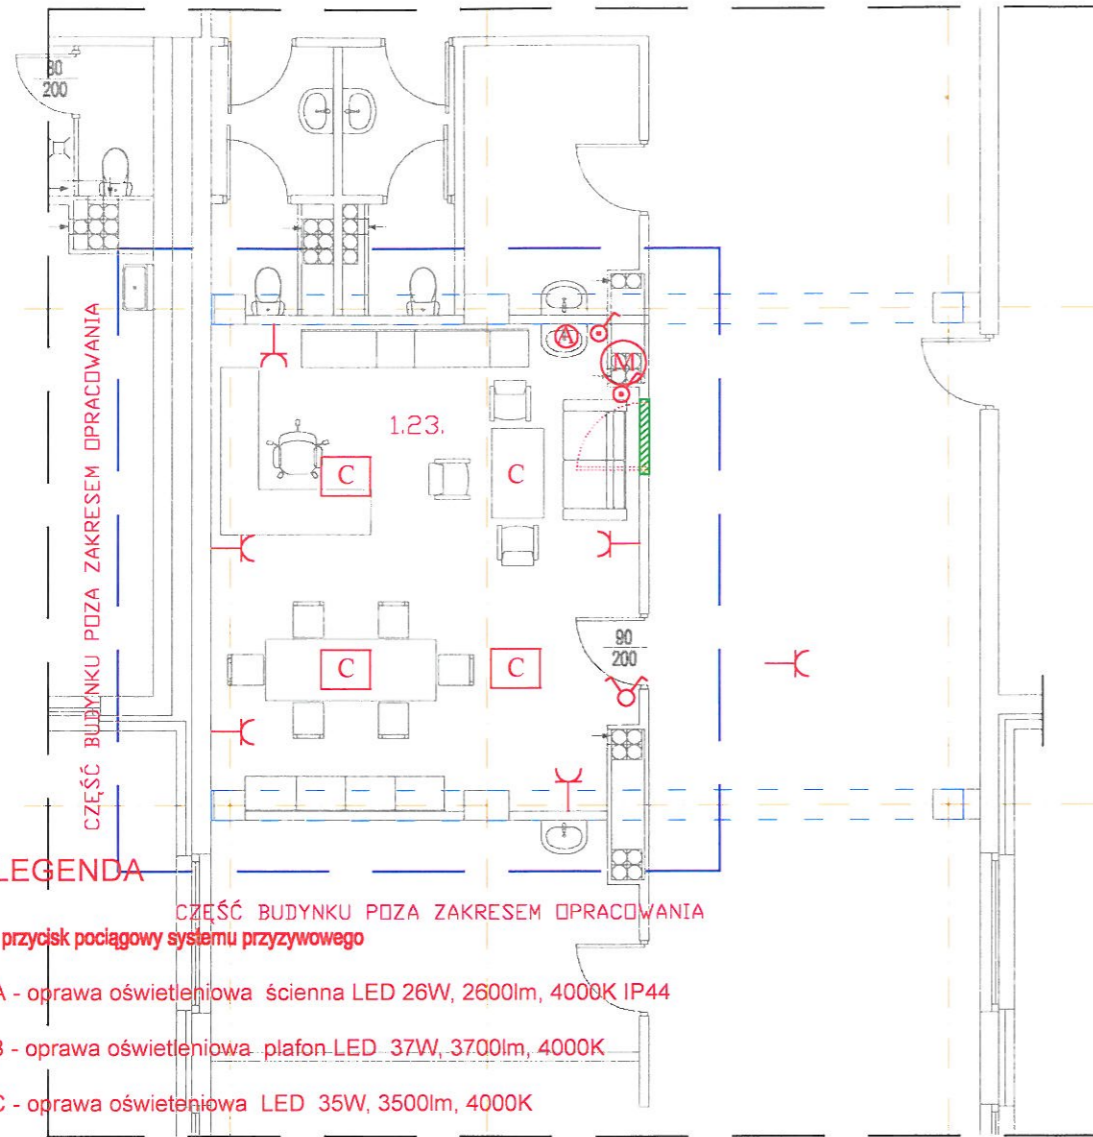 80
200
A
M
1.23.
C
C
CZĘŚĆ BUDYNKU POZA ZAKRESEM OPRACOWANIA
90
200
C
C
LEGENDA
CZĘŚĆ BUDYNKU POZA ZAKRESEM OPRACOWANIA
przycisk pociągowy systemu przyzywowego
A - oprawa oświetleniowa ścienna LED 26W, 2600lm, 4000K IP44
B - oprawa oświetleniowa plafon LED 37W, 3700lm, 4000K
C - oprawa oświeteniowa LED 35W, 3500lm, 4000K